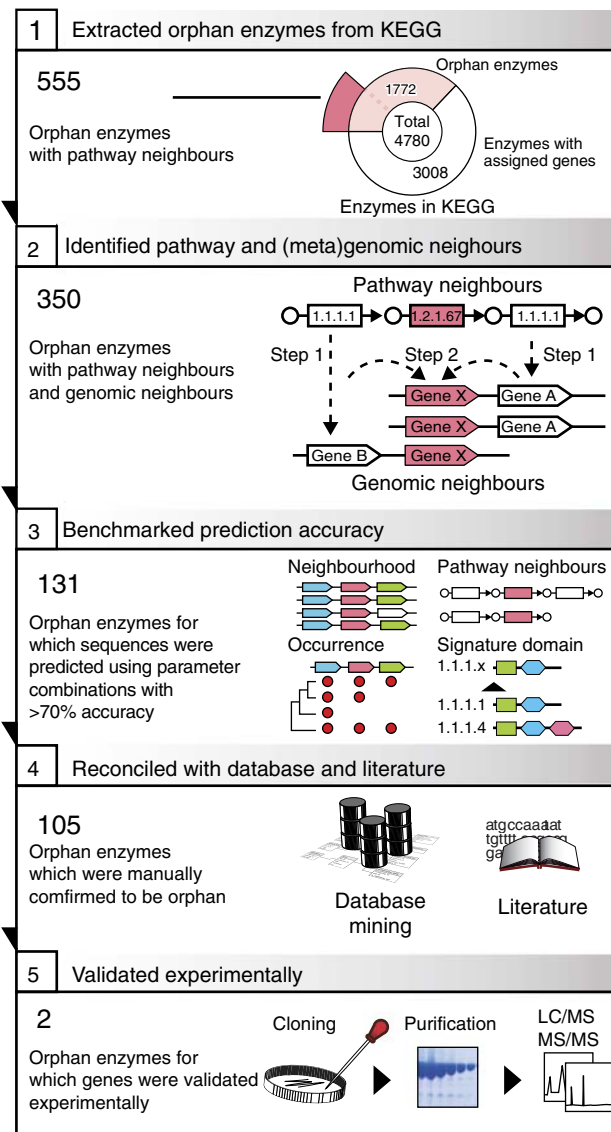 1 Extracted orphan enzymes from KEGG
555
Orphan enzymes
with pathway neighbours
Orphan enzymes
1772
Total
4780
Enzymes with
assigned genes
3008
Enzymes in KEGG
2 Identified pathway and (meta)genomic neighours
350
Orphan enzymes
with pathway neighbours
and genomic neighbours
Pathway neighbours
1.1.1.1 1.2.1.67 1.1.1.1
Step 1 Step 2 Step 1
Gene X Gene A
Gene X Gene A
Gene B Gene X
Genomic neighbours
3 Benchmarked prediction accuracy
131
Orphan enzymes for
which sequences were
predicted using parameter
combinations with
>70% accuracy
Neighbourhood Pathway neighbours
Occurrence Signature domain
1.1.1.x
1.1.1.1
1.1.1.4
4 Reconciled with database and literature
105
Orphan enzymes
which were manually
comfirmed to be orphan
Database
mining
atgccaaaat
tgttt
ga
Literature
5 Validated experimentally
2
Orphan enzymes for
which genes were validated
experimentally
Cloning Purification LC/MS
MS/MS